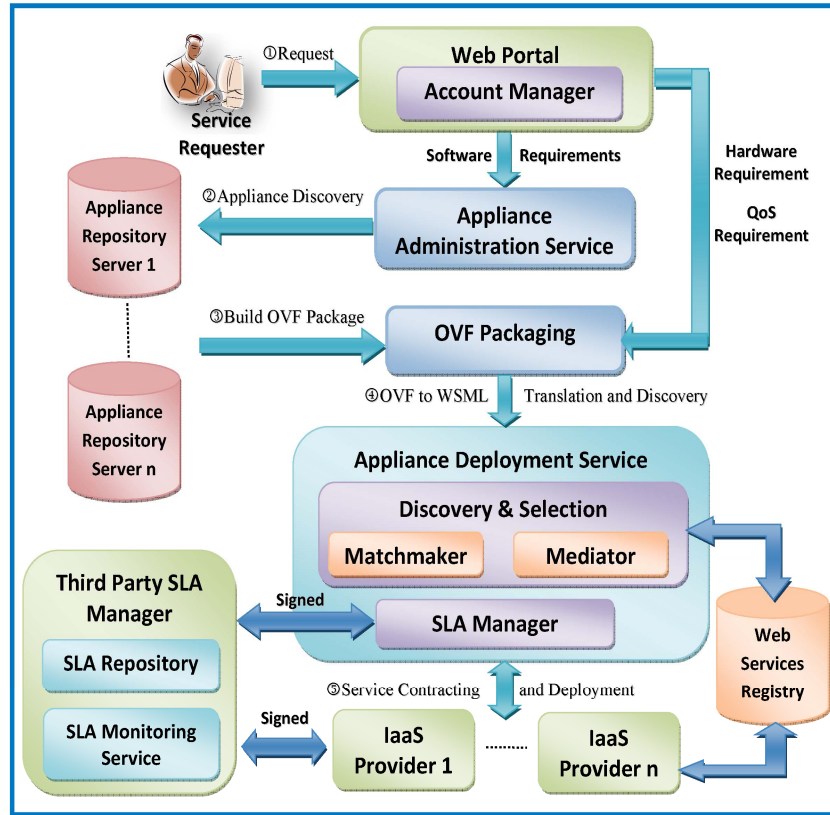 ①Request
Web Portal
Account Manager
Service
Requester
Software Requirements
Hardware
Requirement
QoS
Requirement
②Appliance Discovery
Appliance
Repository
Server 1
Appliance
Administration Service
③Build OVF Package
OVF Packaging
Appliance
Repository
Server n
④OVF to WSML Translation and Discovery
Appliance Deployment Service
Discovery & Selection
Matchmaker
Mediator
Third Party SLA
Manager
Signed
SLA Manager
SLA Repository
Web
Services
Registry
⑤Service Contracting and Deployment
SLA Monitoring
Service
Signed
IaaS
Provider 1
IaaS
Provider n